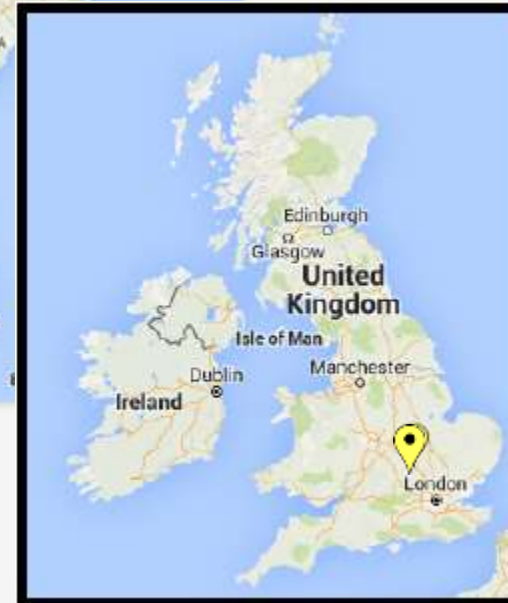 Edinburgh
Glasgow
United
Kingdom
Isle of Man
Manchester
Dublin
Ireland
London